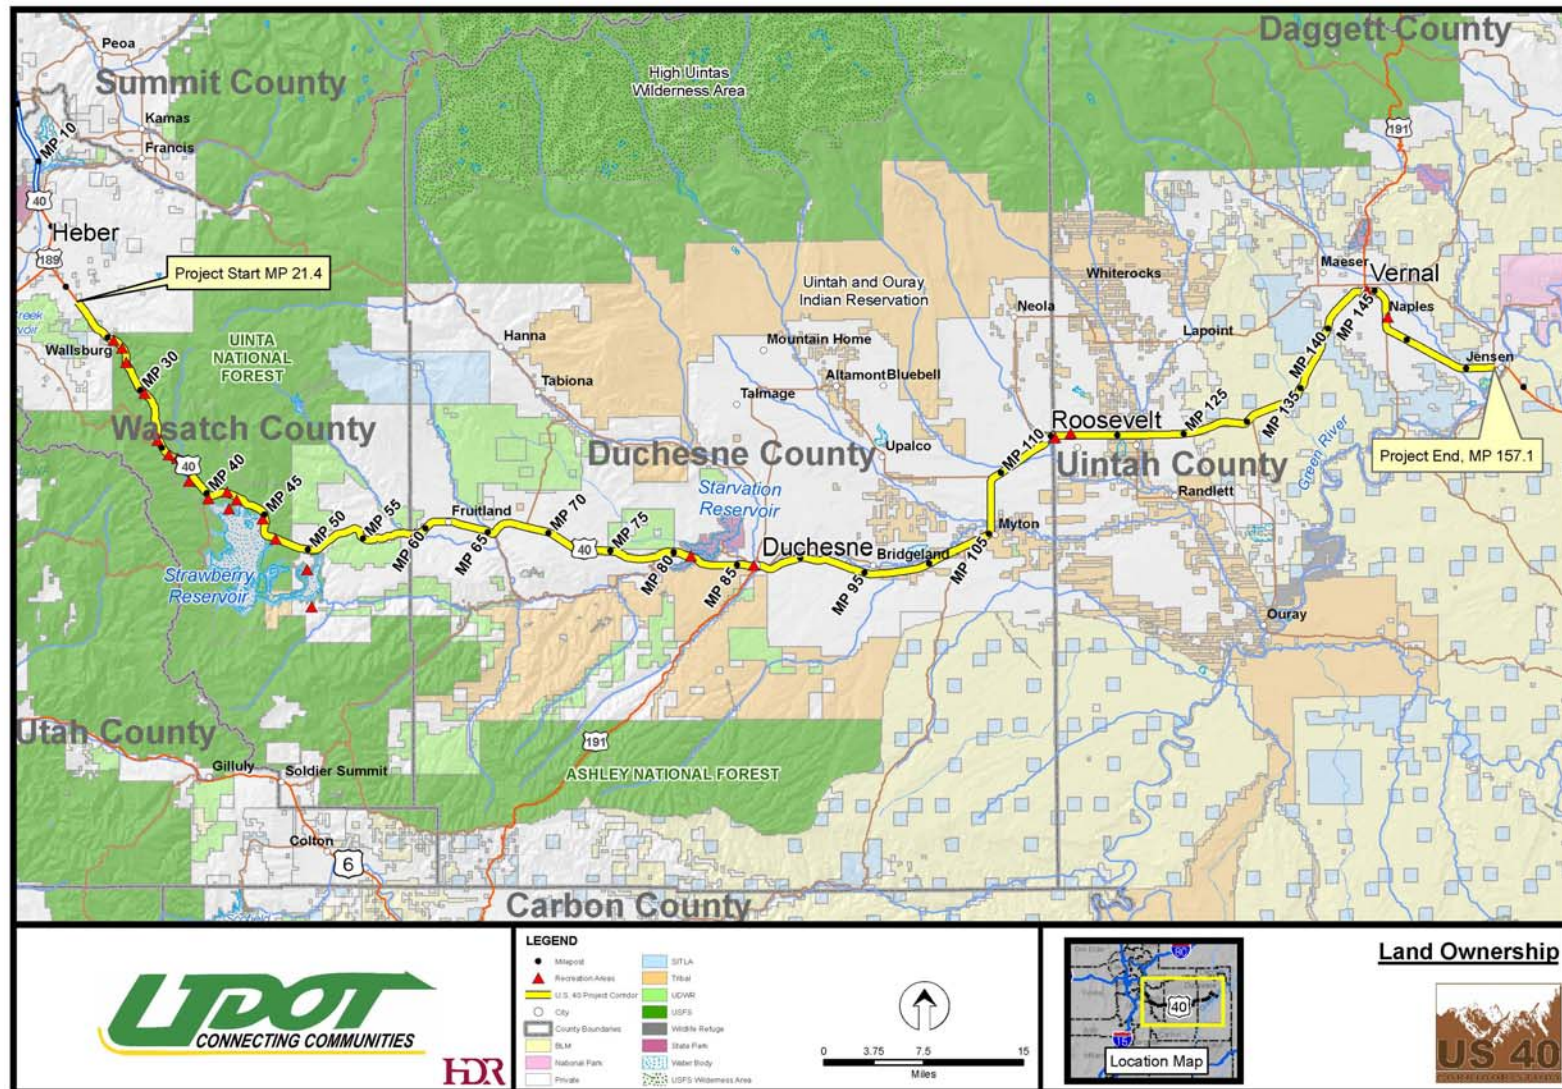 Daggett County
Peoa
Summit County
High Uintas
Wilderness Area
Kamas
Francis
MP 10
191
40
Heber
189
Project Start MP 21.4
Maeser
Vernal
Whiterocks
Uintah and Ouray
Indian Reservation
Neola
MP 145
Naples
Wallsburg
UINTA
NATIONAL
FOREST
Hanna
Mountain Home
Lapoint
MP 140
Jensen
MP 30
Tabiona
Altamont
Bluebell
Talmage
MP 135
Wasatch County
Roosevelt
MP 125
Duchesne County
Upalco
MP 110
Uintah County
Green River
Project End, MP 157.1
40
MP 40
MP 45
Starvation
Reservoir
Randlett
MP 50
MP 55
MP 60
Fruitland
MP 65
MP 70
40
MP 75
MP 80
MP 85
Duchesne
Bridgeland
MP 95
MP 105
Myton
Strawberry
Reservoir
Ouray
Utah County
191
Gilluly
Soldier Summit
ASHLEY NATIONAL FOREST
Colton
6
Carbon County
UDOT
CONNECTING COMMUNITIES
HDR
LEGEND
Milepost
Recreation Areas
U.S. 40 Project Corridor
City
County Boundaries
BLM
National Park
Private
SITLA
Tribal
UDWR
USFS
Wildlife Refuge
State Park
Water Body
USFS Wilderness Area
0 3.75 7.5 15
Miles
80
40
15
Location Map
Land Ownership
US 40